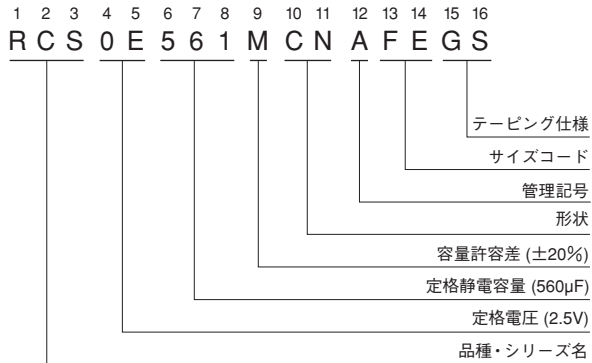 1 2 3 4 5 6 7 8 9 10 11 12 13 14 15 16
R C S 0 E 5 6 1 M C N A F E G S
テーピング仕様
サイズコード
管理記号
形状
容量許容差 (±20%)
定格静電容量 (560µF)
定格電圧 (2.5V)
品種・シリーズ名